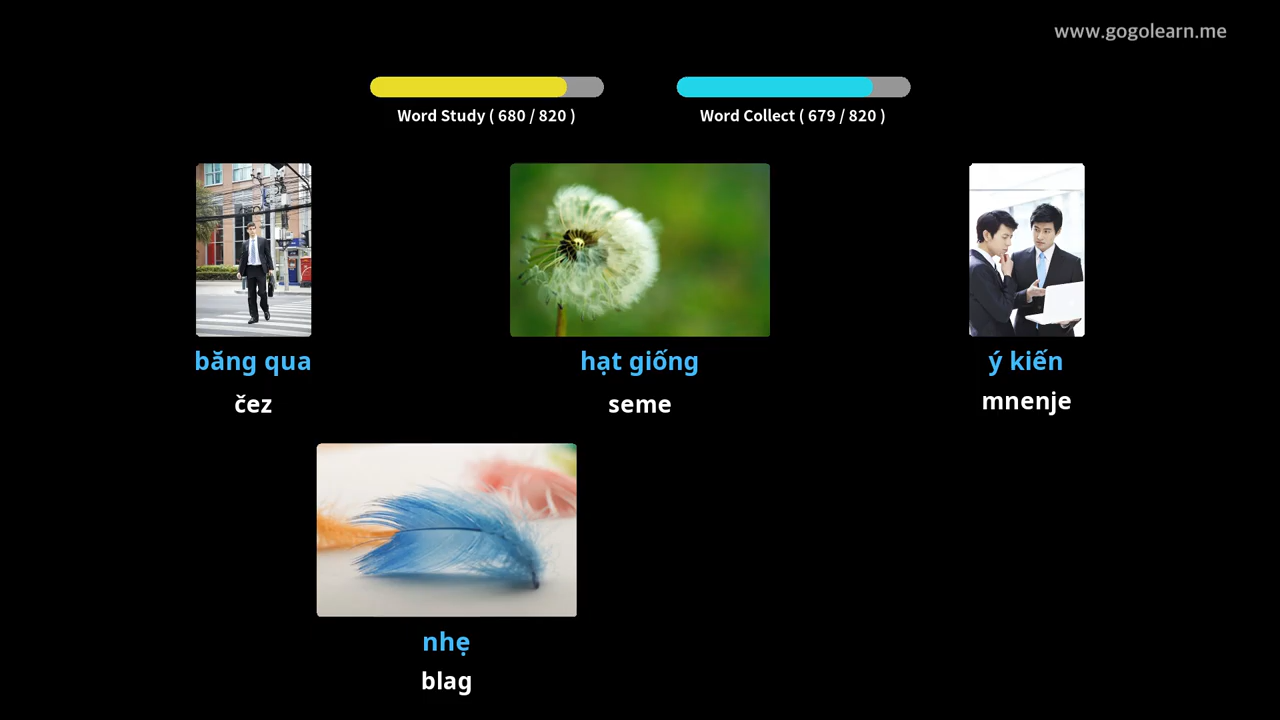 www.gogolearn.me
Word Study ( 680 / 820 )
Word Collect ( 679 / 820 )
băng qua
čez
hạt giống
seme
ý kiến
mnenje
nhẹ
blag